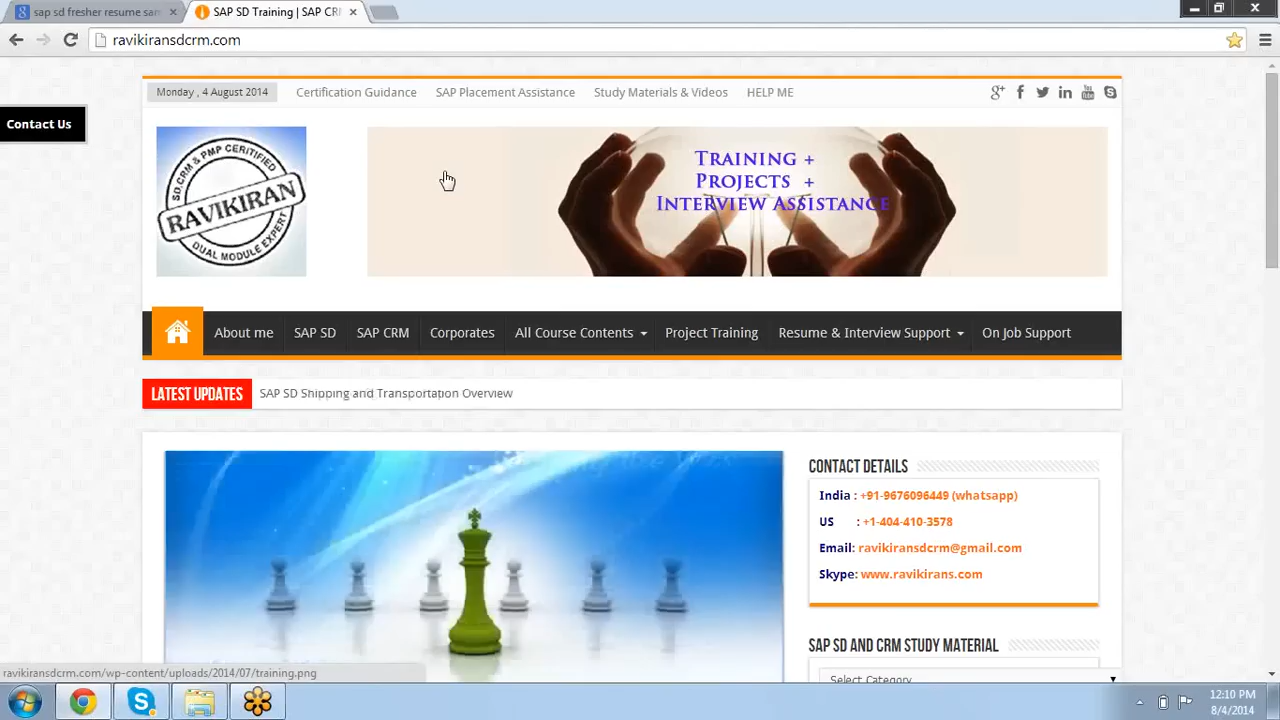 sap sd fresher resume sam
SAP SD Training | SAP CR
ravikiransdcrm.com
Monday , 4 August 2014
Certification Guidance
SAP Placement Assistance
Study Materials & Videos
HELP ME
Contact Us
SD,CRM & PMP CERITIFIED
RAVIKIRAN
DUAL MODULE EXPERT
TRAINING +
PROJECTS +
INTERVIEW ASSISTANCE
About me
SAP SD
SAP CRM
Corporates
All Course Contents
Project Training
Resume & Interview Support
On Job Support
LATEST UPDATES
SAP SD Shipping and Transportation Overview
CONTACT DETAILS
India : +91-9676096449 (whatsapp)
US : +1-404-410-3578
Email: ravikiransdcrm@gmail.com
Skype: www.ravikirans.com
SAP SD AND CRM STUDY MATERIAL
Select Category
ravikiransdcrm.com/wp-content/uploads/2014/07/training.png
12:10 PM
8/4/2014